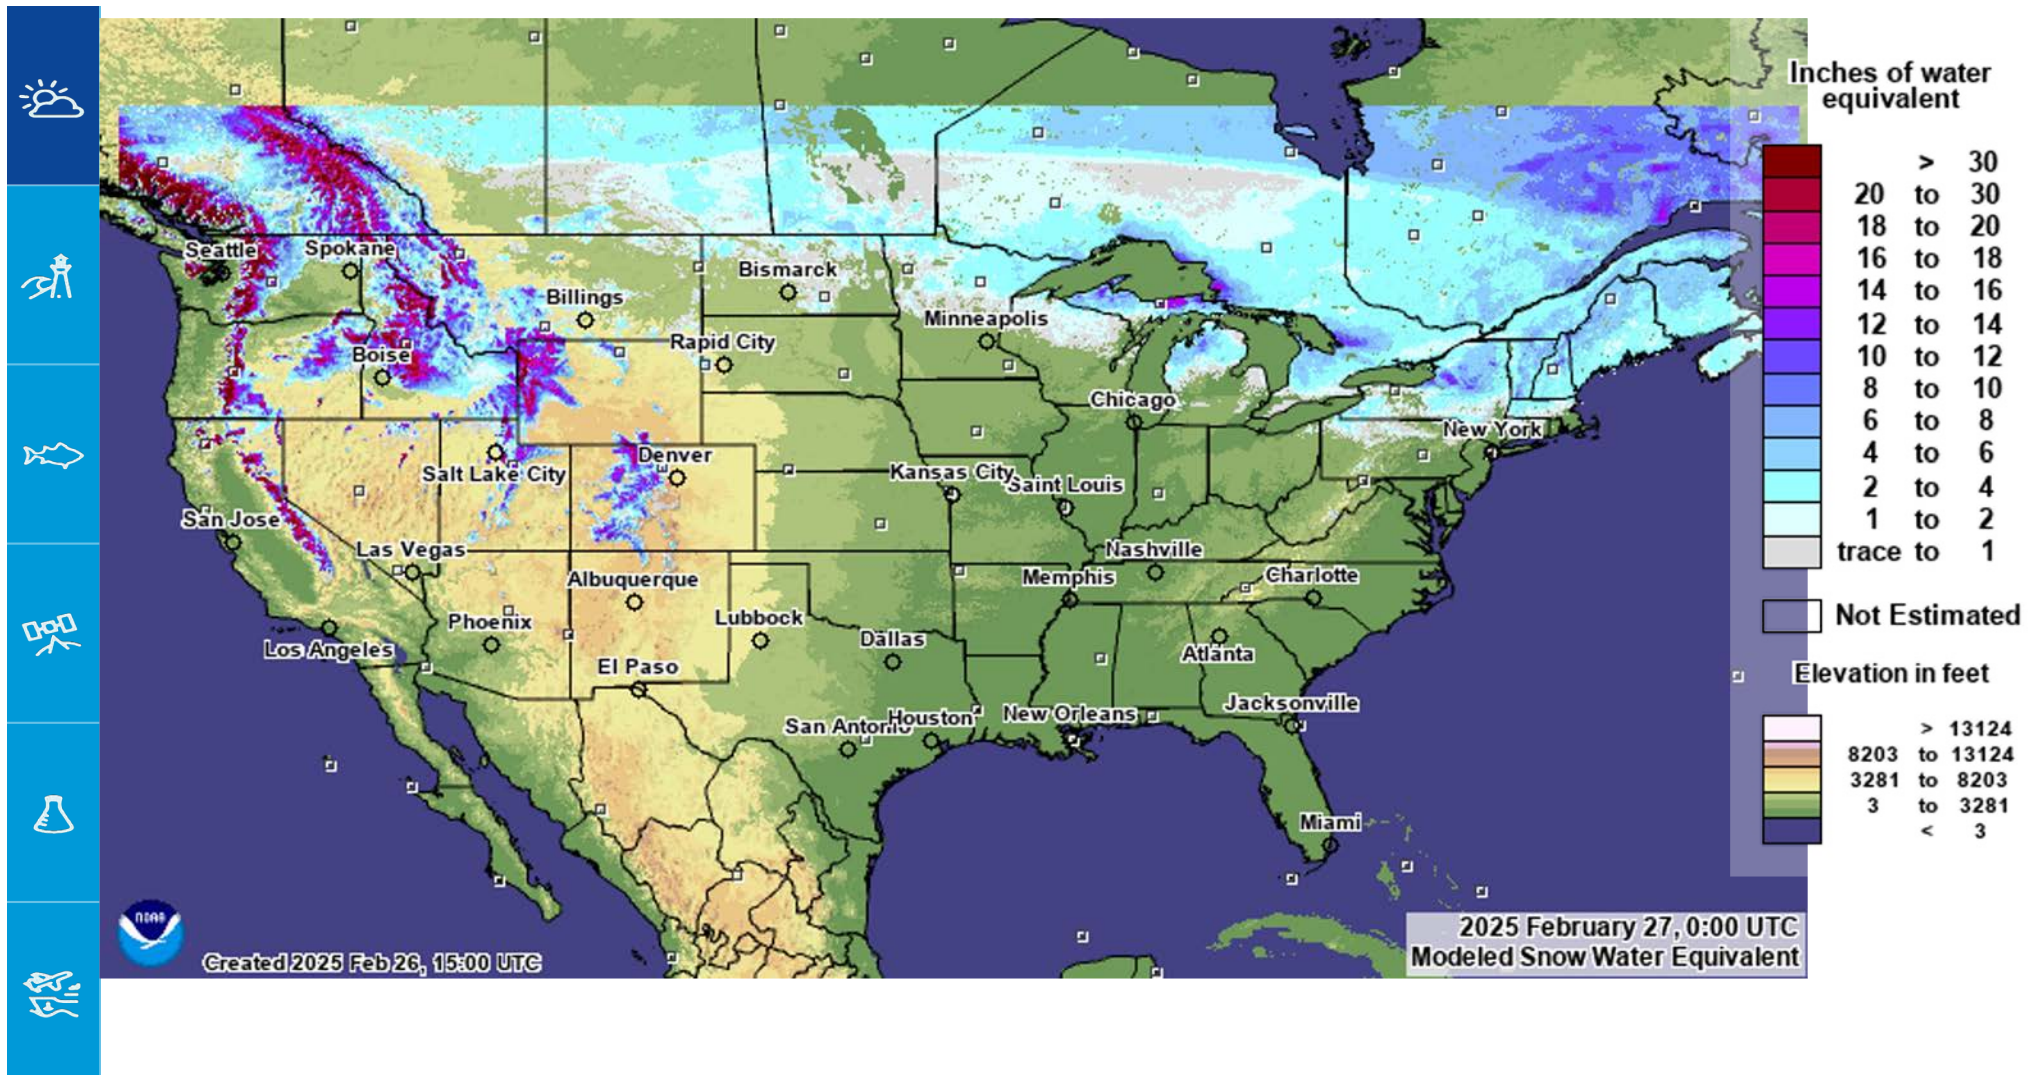 Inches of water
equivalent
> 30
20 to 30
18 to 20
16 to 18
14 to 16
12 to 14
10 to 12
8 to 10
6 to 8
4 to 6
2 to 4
1 to 2
trace to 1
Not Estimated
Elevation in feet
> 13124
8203 to 13124
3281 to 8203
3 to 3281
< 3
Seattle
Spokane
Bismarck
Billings
Minneapolis
Rapid City
Boise
Chicago
New York
Denver
Salt Lake City
Kansas City
Saint Louis
San Jose
Las Vegas
Nashville
Albuquerque
Memphis
Charlotte
Phoenix
Lubbock
Dallas
Los Angeles
Atlanta
El Paso
Jacksonville
San Antonio
Houston
New Orleans
Miami
NOAA
Created 2025 Feb 26, 15:00 UTC
2025 February 27, 0:00 UTC
Modeled Snow Water Equivalent